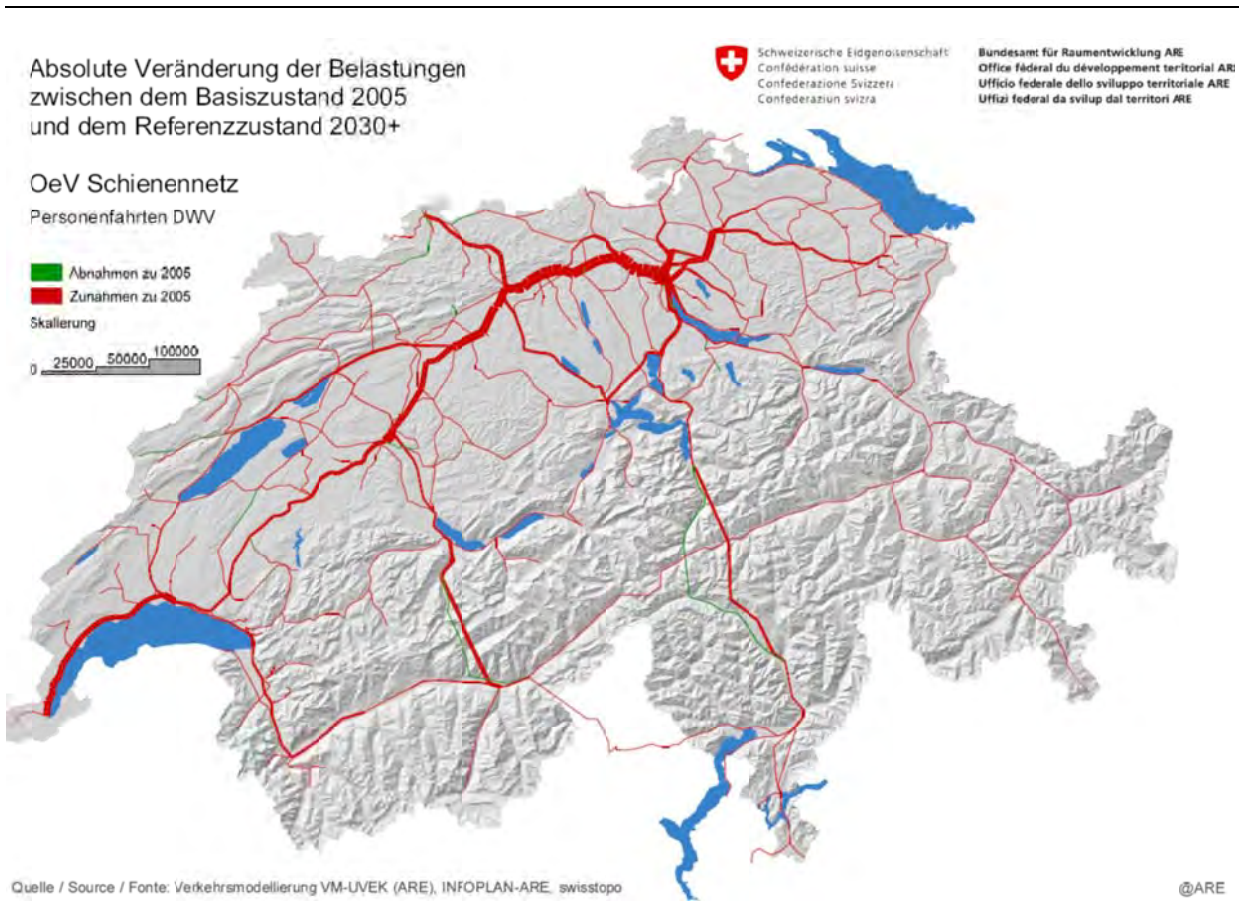 Absolute Veränderung der Belastungen
zwischen dem Basiszustand 2005
und dem Referenzzustand 2030+
OeV Schienennetz
Personenfahrten DWV
Abnahmen zu 2005
Zunahmen zu 2005
Skalierung
0 25000 50000 100000
Schweizerische Eidgenossenschaft
Confédération suisse
Confederazione Svizzera
Confederaziun svizra
Bundesamt für Raumentwicklung ARE
Office fédéral du développement territorial ARE
Ufficio federale dello sviluppo territoriale ARE
Uffizi federal da svilup dal territori ARE
Quelle / Source / Fonte: Verkehrsmodellierung VM-UVEK (ARE), INFOPLAN-ARE, swisstopo
@ARE